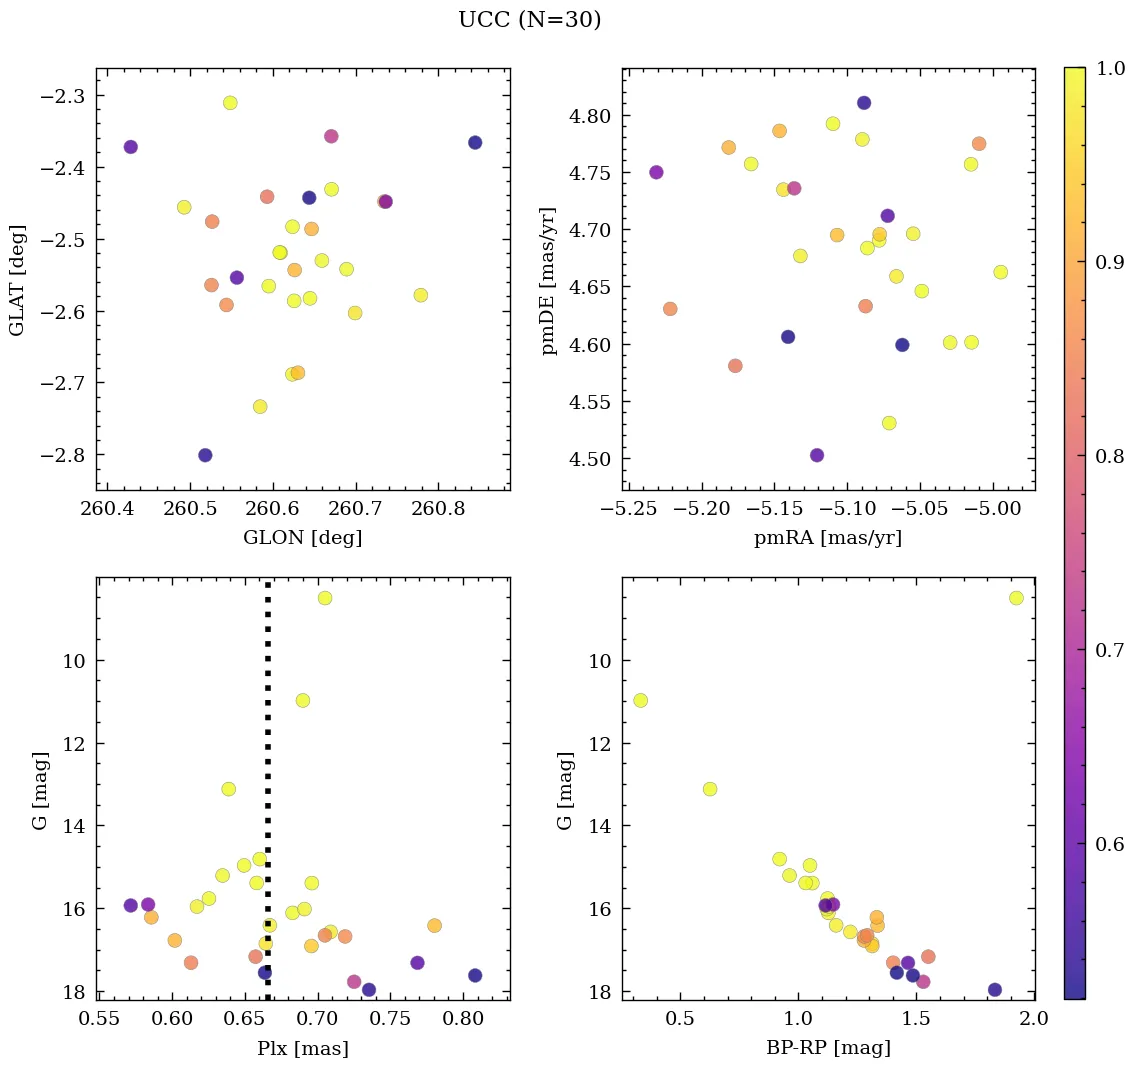 UCC (N=30)
−2.3
−2.4
−2.5
−2.6
−2.7
−2.8
GLAT [deg]
260.4 260.5 260.6 260.7 260.8
GLON [deg]
4.80
4.75
4.70
4.65
4.60
4.55
4.50
pmDE [mas/yr]
−5.25 −5.20 −5.15 −5.10 −5.05 −5.00
pmRA [mas/yr]
10
12
14
16
18
G [mag]
0.55 0.60 0.65 0.70 0.75 0.80
Plx [mas]
10
12
14
16
18
G [mag]
0.5 1.0 1.5 2.0
BP-RP [mag]
1.0
0.9
0.8
0.7
0.6